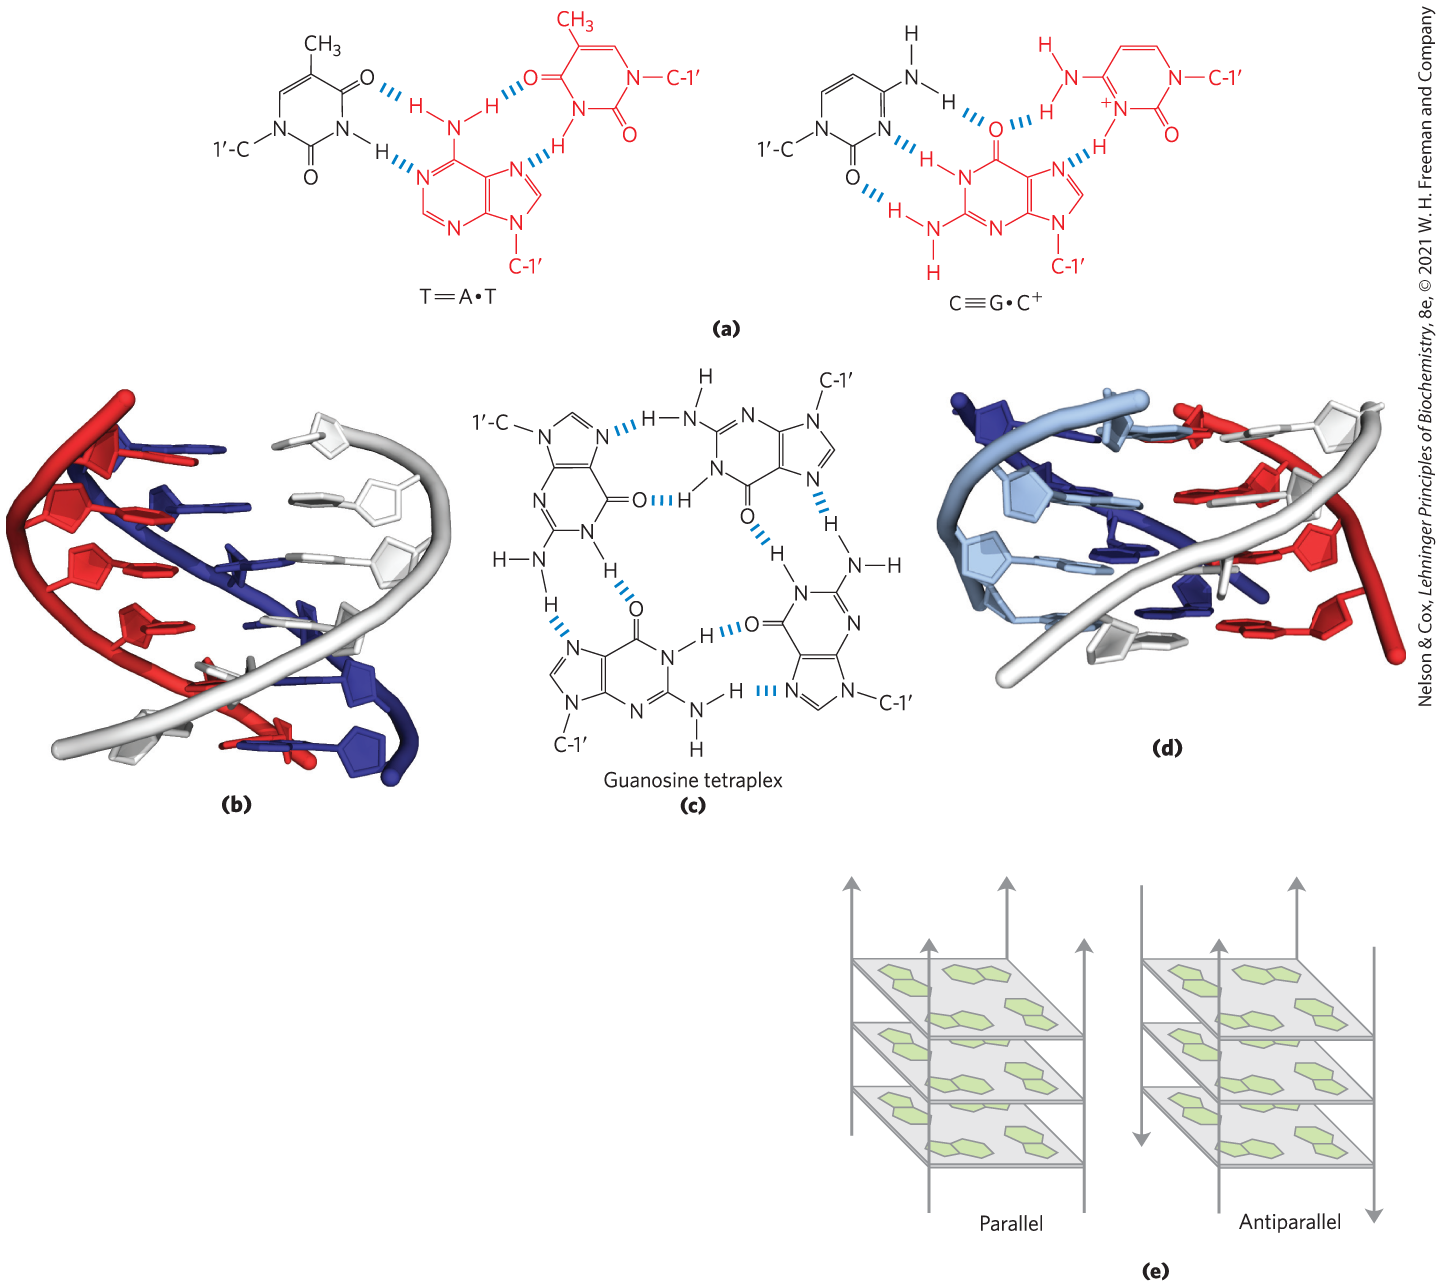 CH₃
O
H
H
O
N
N
H
N
O
1′-C
N
N
N
N
C-1′
CH₃
N
C-1′
N
H
O
T═A•T
H
N
H
N
N
1′-C
O
O
H
N
H
N
H
N
N
N
C-1′
H
H
N
H
N
+
N
C-1′
O
H
C≡G•C⁺
(a)
(b)
1′-C
N
N
N
O
N
H
H
N
H
H
N
H
N
N
C-1′
N
N
H
O
O
N
N
N
C-1′
N
H
N
H
H
H
N
N
H
N
O
N
N
C-1′
H
N
H
Guanosine tetraplex
(c)
(d)
Parallel
Antiparallel
(e)
Nelson & Cox, Lehninger Principles of Biochemistry, 8e, © 2021 W. H. Freeman and Company